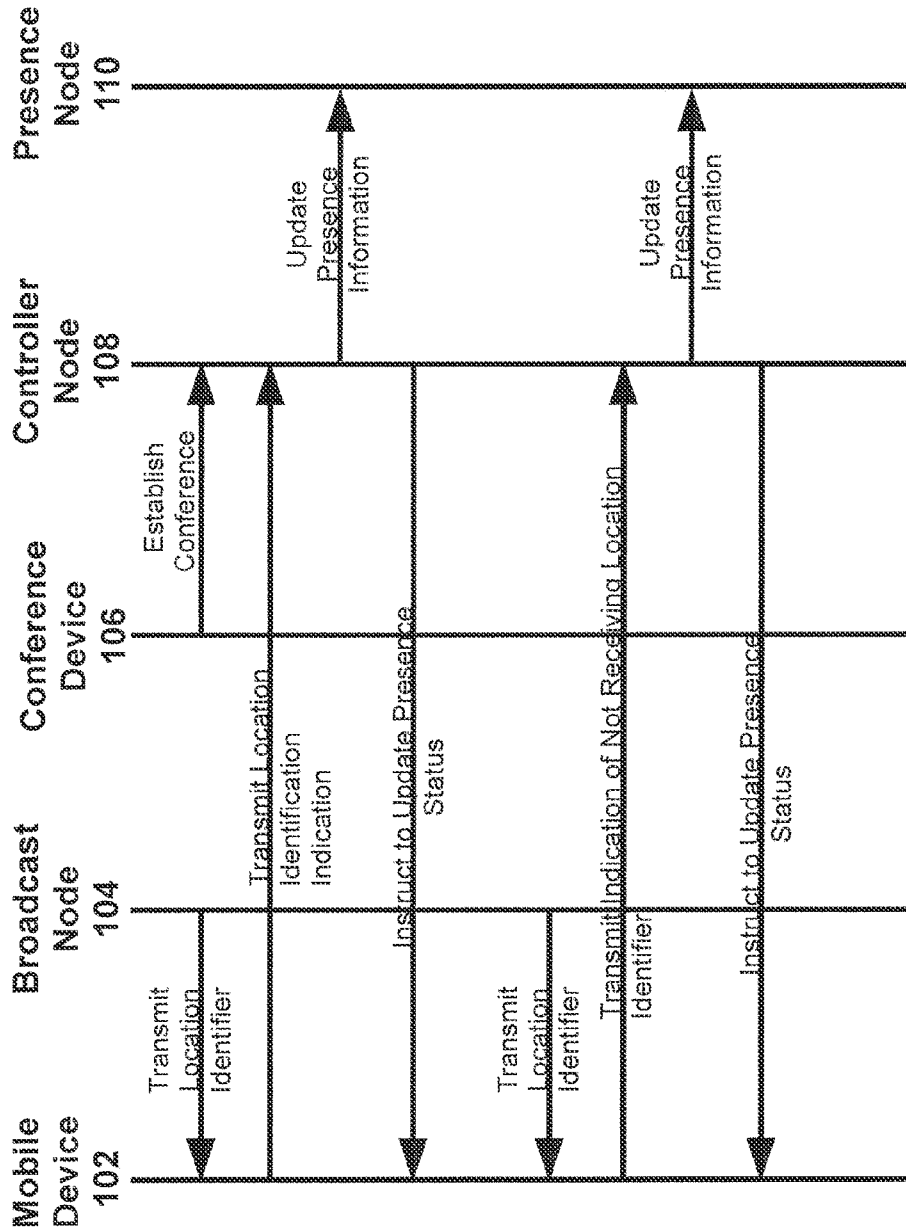 Mobile
Device
102
Broadcast
Node
104
Conference
Device
106
Controller
Node
108
Presence
Node
110
Transmit
Location
Identifier
Establish
Conference
Transmit Location
Identification
Indication
Update
Presence
Information
Instruct to Update Presence
Status
Transmit
Location
Identifier
Transmit Indication of Not Receiving Location
Identifier
Update
Presence
Information
Instruct to Update Presence
Status